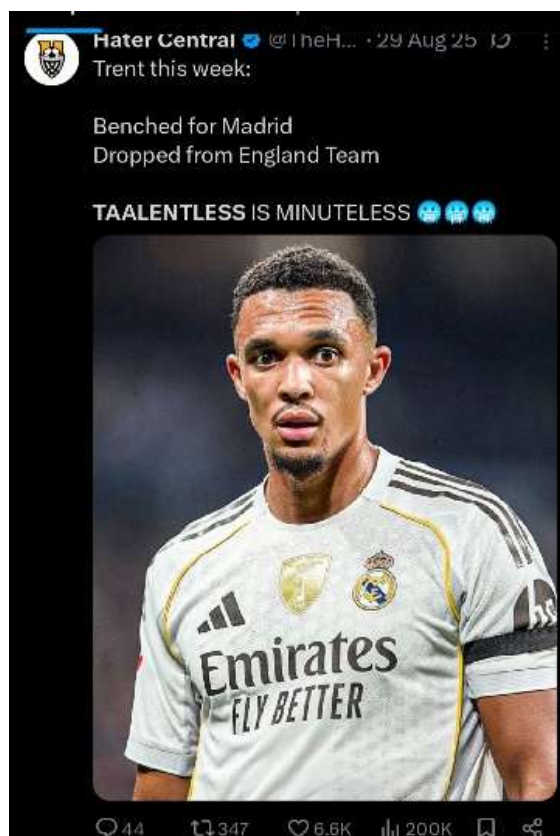 Hater Central @TheH... · 29 Aug 25
Trent this week:
Benched for Madrid
Dropped from England Team
TAALENTLESS IS MINUTELESS 🥶🥶🥶
Emirates
FLY BETTER
44 347 6.6K 200K